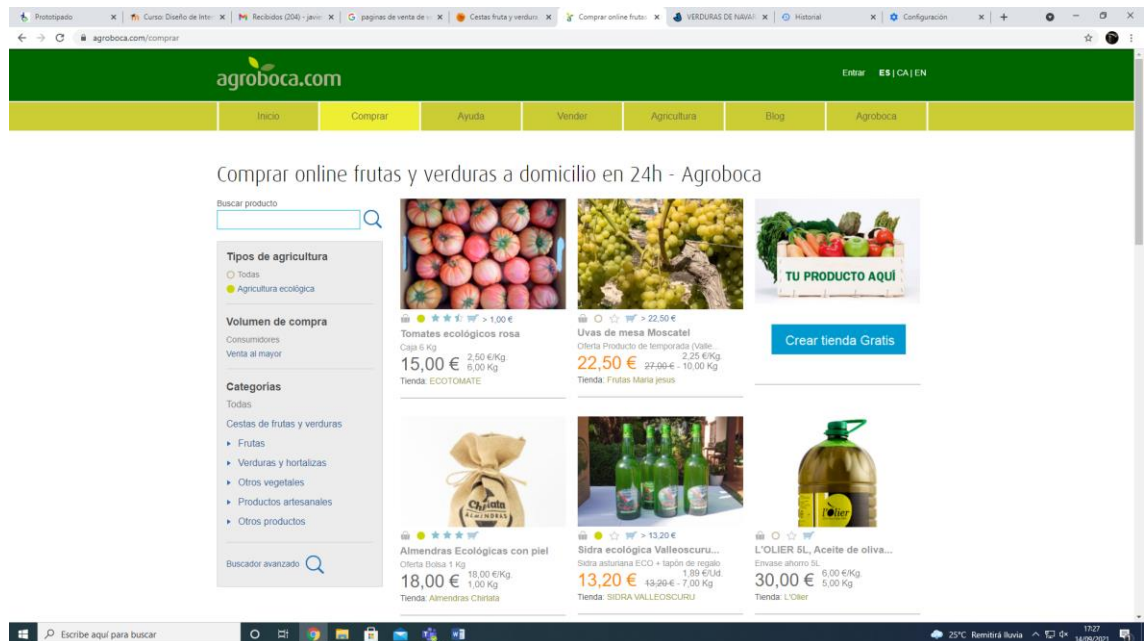 Prototipado
Curso: Diseño de Inter
Recibidos (204) - javie
paginas de venta de
Cestas fruta y verdura
Comprar online frutas
VERDURAS DE NAVAR
Historial
Configuración
agroboca.com/comprar
agroboca.com
Entrar ES | CA | EN
Inicio Comprar Ayuda Vender Agricultura Blog Agroboca
Comprar online frutas y verduras a domicilio en 24h - Agroboca
Buscar producto
Tipos de agricultura
Todas
Agricultura ecológica
Volumen de compra
Consumidores
Venta al mayor
Categorias
Todas
Cestas de frutas y verduras
Frutas
Verduras y hortalizas
Otros vegetales
Productos artesanales
Otros productos
Buscador avanzado
> 1,00 €
Tomates ecológicos rosa
Caja 6 Kg
15,00 € 2,50 €/Kg.
6,00 Kg
Tienda: ECOTOMATE
> 22,50 €
Uvas de mesa Moscatel
Oferta Producto de temporada (Valle...
22,50 € 27,00 € - 2,25 €/Kg.
10,00 Kg
Tienda: Frutas Maria jesus
TU PRODUCTO AQUÍ
Crear tienda Gratis
Chirlata
ALMENDRAS
Almendras Ecológicas con piel
Oferta Bolsa 1 Kg
18,00 € 18,00 €/Kg.
1,00 Kg
Tienda: Almendras Chirlata
> 13,20 €
Sidra ecológica Valleoscuru...
Sidra asturiana ECO + tapón de regalo
13,20 € 13,26 € - 1,89 €/Ud.
7,00 Kg
Tienda: SIDRA VALLEOSCURU
l'Olier
L'OLIER 5L, Aceite de oliva...
Envase ahorro 5L
30,00 € 6,00 €/Kg.
5,00 Kg
Tienda: L'Olier
Escribe aquí para buscar
25°C Remitirá lluvia
17:27
14/09/2021